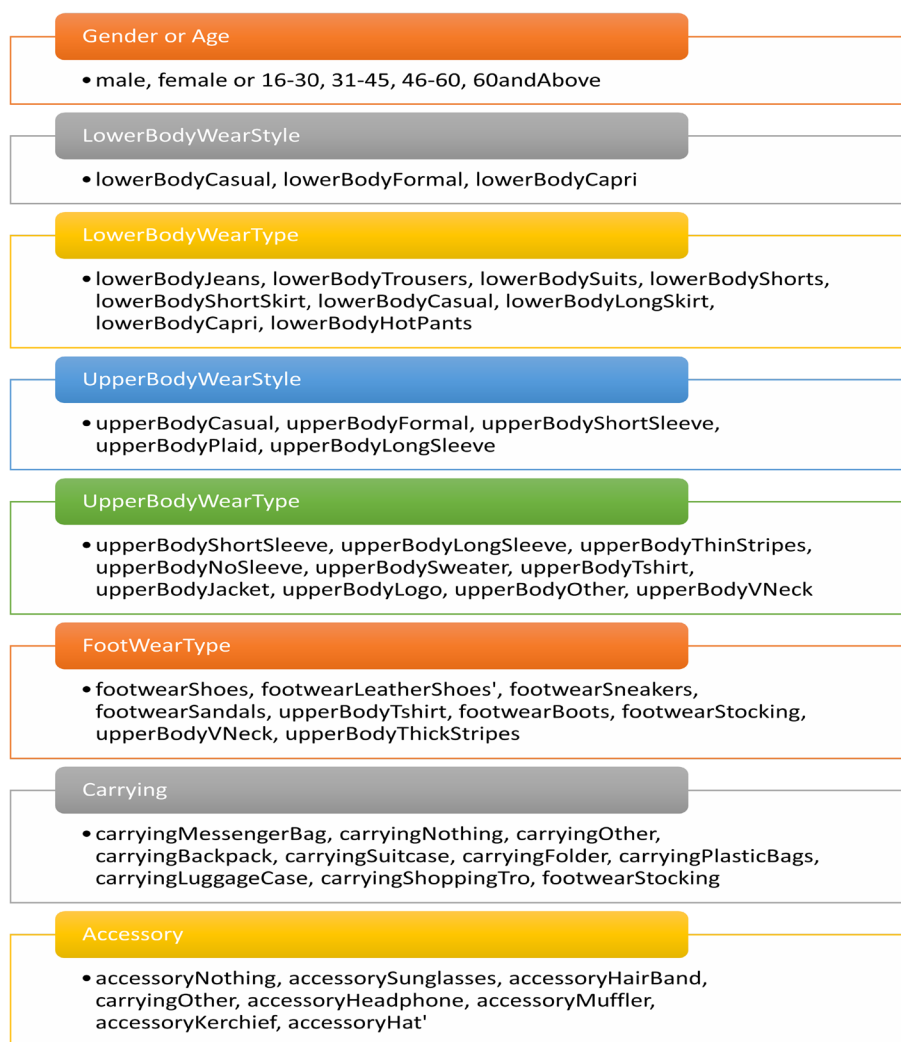 Gender or Age
•male, female or 16-30, 31-45, 46-60, 60andAbove
LowerBodyWearStyle
•lowerBodyCasual, lowerBodyFormal, lowerBodyCapri
LowerBodyWearType
•lowerBodyJeans, lowerBodyTrousers, lowerBodySuits, lowerBodyShorts,
lowerBodyShortSkirt, lowerBodyCasual, lowerBodyLongSkirt,
lowerBodyCapri, lowerBodyHotPants
UpperBodyWearStyle
•upperBodyCasual, upperBodyFormal, upperBodyShortSleeve,
upperBodyPlaid, upperBodyLongSleeve
UpperBodyWearType
•upperBodyShortSleeve, upperBodyLongSleeve, upperBodyThinStripes,
upperBodyNoSleeve, upperBodySweater, upperBodyTshirt,
upperBodyJacket, upperBodyLogo, upperBodyOther, upperBodyVNeck
FootWearType
•footwearShoes, footwearLeatherShoes', footwearSneakers,
footwearSandals, upperBodyTshirt, footwearBoots, footwearStocking,
upperBodyVNeck, upperBodyThickStripes
Carrying
•carryingMessengerBag, carryingNothing, carryingOther,
carryingBackpack, carryingSuitcase, carryingFolder, carryingPlasticBags,
carryingLuggageCase, carryingShoppingTro, footwearStocking
Accessory
•accessoryNothing, accessorySunglasses, accessoryHairBand,
carryingOther, accessoryHeadphone, accessoryMuffler,
accessoryKerchief, accessoryHat'